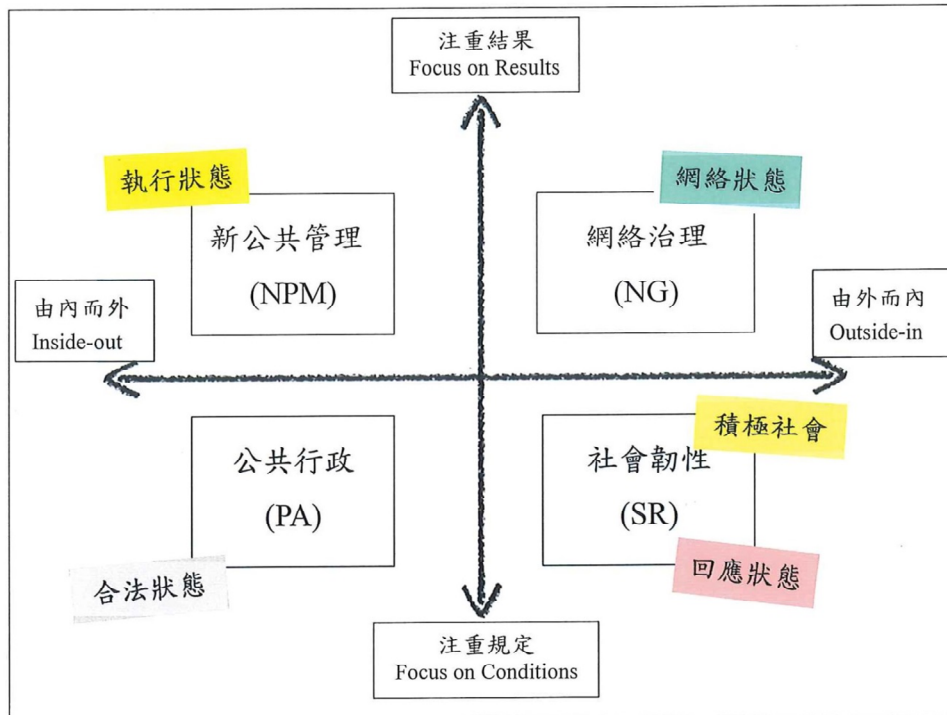 注重結果
Focus on Results
執行狀態
網絡狀態
新公共管理
(NPM)
網絡治理
(NG)
由內而外
Inside-out
由外而內
Outside-in
公共行政
(PA)
積極社會
社會韌性
(SR)
合法狀態
回應狀態
注重規定
Focus on Conditions